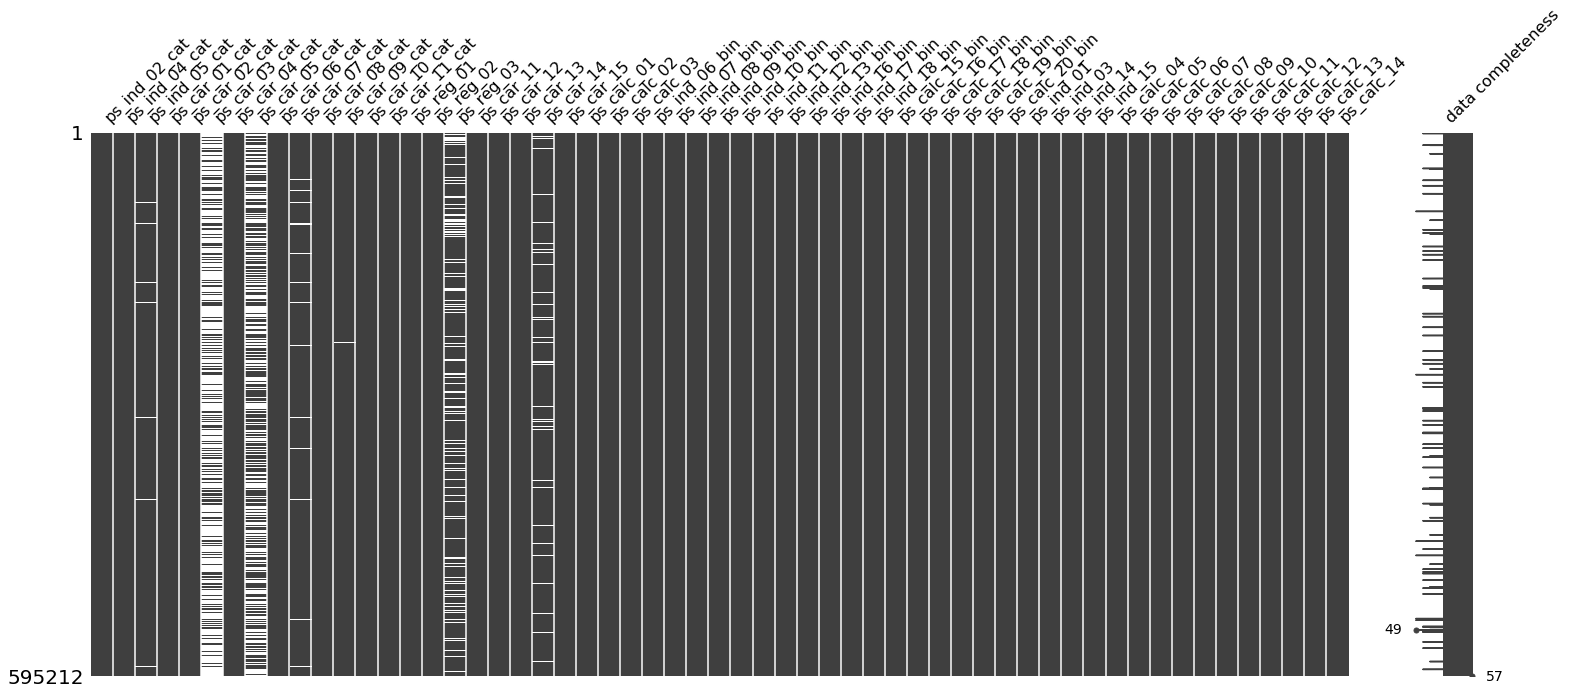 ps_ind_02_cat
ps_ind_04_cat
ps_ind_05_cat
ps_car_01_cat
ps_car_02_cat
ps_car_03_cat
ps_car_04_cat
ps_car_05_cat
ps_car_06_cat
ps_car_07_cat
ps_car_08_cat
ps_car_09_cat
ps_car_10_cat
ps_car_11_cat
ps_reg_01
ps_reg_02
ps_reg_03
ps_car_11
ps_car_12
ps_car_13
ps_car_14
ps_car_15
ps_calc_01
ps_calc_02
ps_calc_03
ps_ind_06_bin
ps_ind_07_bin
ps_ind_08_bin
ps_ind_09_bin
ps_ind_10_bin
ps_ind_11_bin
ps_ind_12_bin
ps_ind_13_bin
ps_ind_16_bin
ps_ind_17_bin
ps_ind_18_bin
ps_calc_15_bin
ps_calc_16_bin
ps_calc_17_bin
ps_calc_18_bin
ps_calc_19_bin
ps_calc_20_bin
ps_ind_01
ps_ind_03
ps_ind_14
ps_ind_15
ps_calc_04
ps_calc_05
ps_calc_06
ps_calc_07
ps_calc_08
ps_calc_09
ps_calc_10
ps_calc_11
ps_calc_12
ps_calc_13
ps_calc_14
data completeness
1
49
595212
57